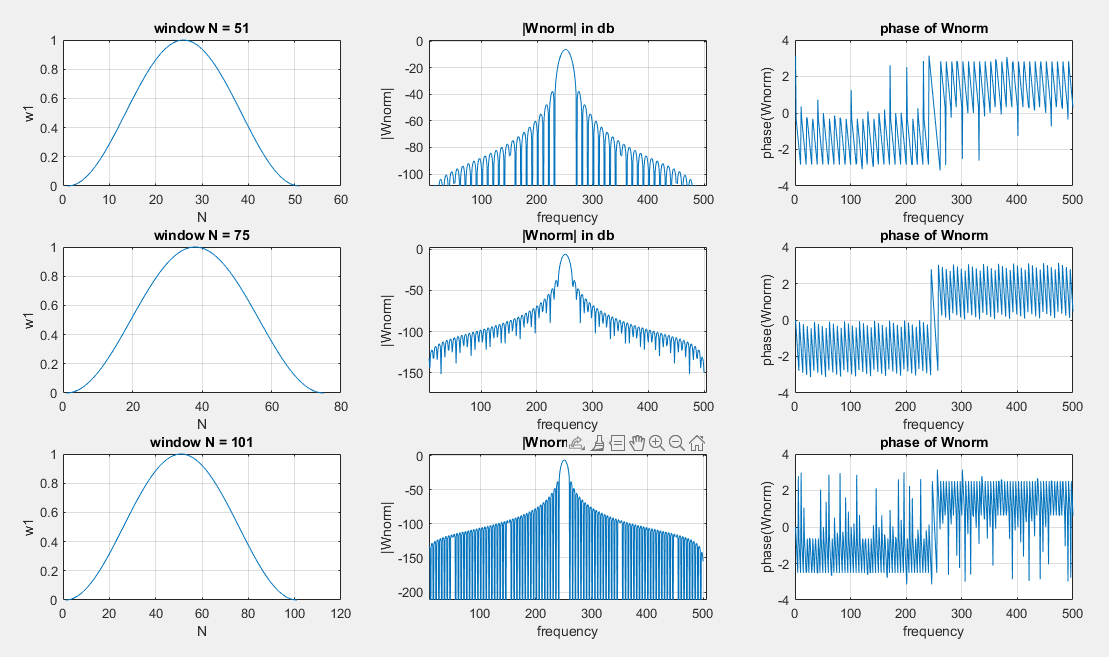 window N = 51
|Wnorm| in db
phase of Wnorm
1
0.8
0.6
0.4
0.2
0
w1
0 10 20 30 40 50 60
N
0
-20
-40
-60
-80
-100
|Wnorm|
100 200 300 400 500
frequency
4
2
0
-2
-4
phase(Wnorm)
0 100 200 300 400 500
frequency
window N = 75
|Wnorm| in db
phase of Wnorm
1
0.8
0.6
0.4
0.2
0
w1
0 20 40 60 80
N
0
-50
-100
-150
|Wnorm|
100 200 300 400 500
frequency
4
2
0
-2
-4
phase(Wnorm)
0 100 200 300 400 500
frequency
window N = 101
|Wnorm
phase of Wnorm
1
0.8
0.6
0.4
0.2
0
w1
0 20 40 60 80 100 120
N
0
-50
-100
-150
-200
|Wnorm|
100 200 300 400 500
frequency
4
2
0
-2
-4
phase(Wnorm)
0 100 200 300 400 500
frequency